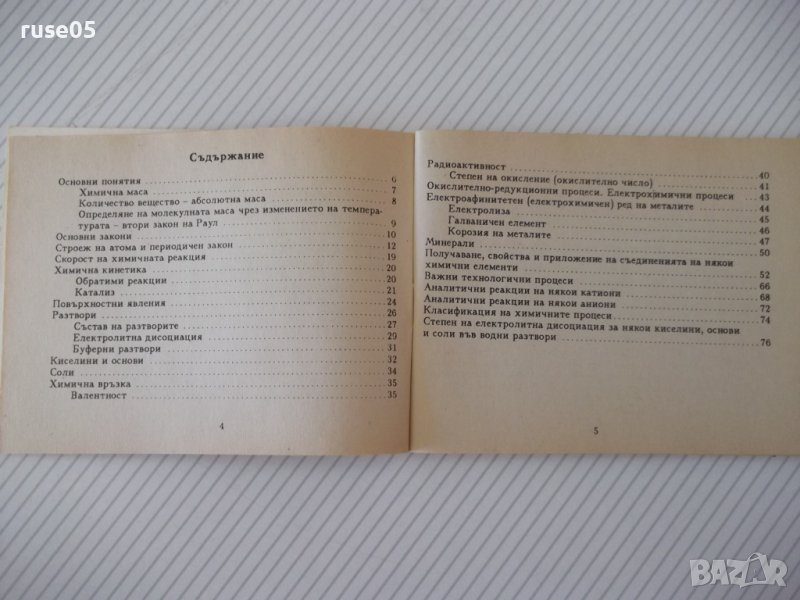 ruse05
Съдържание
Основни понятия 6
Химична маса 7
Количество вещество – абсолютна маса 8
Определяне на молекулната маса чрез изменението на темпера-
турата – втори закон на Раул 9
Основни закони 10
Строеж на атома и периодичен закон 12
Скорост на химичната реакция 19
Химична кинетика 20
Обратими реакции 20
Катализ 21
Повърхностни явления 24
Разтвори 26
Състав на разтворите 27
Електролитна дисоциация 29
Буферни разтвори 31
Киселини и основи 32
Соли 34
Химична връзка 35
Валентност 35
4
Радиоактивност 40
Степен на окисление (окислително число) 41
Окислително-редукционни процеси. Електрохимични процеси 43
Електроафинитетен (електрохимичен) ред на металите 44
Електролиза 45
Галваничен елемент 46
Корозия на металите 47
Минерали 50
Получаване, свойства и приложение на съединенията на някои
химични елементи 52
Важни технологични процеси 66
Аналитични реакции на някои катиони 68
Аналитични реакции на някои аниони 72
Класификация на химичните процеси 74
Степен на електролитна дисоциация за някои киселини, основи
и соли във водни разтвори 76
5
BAZAR